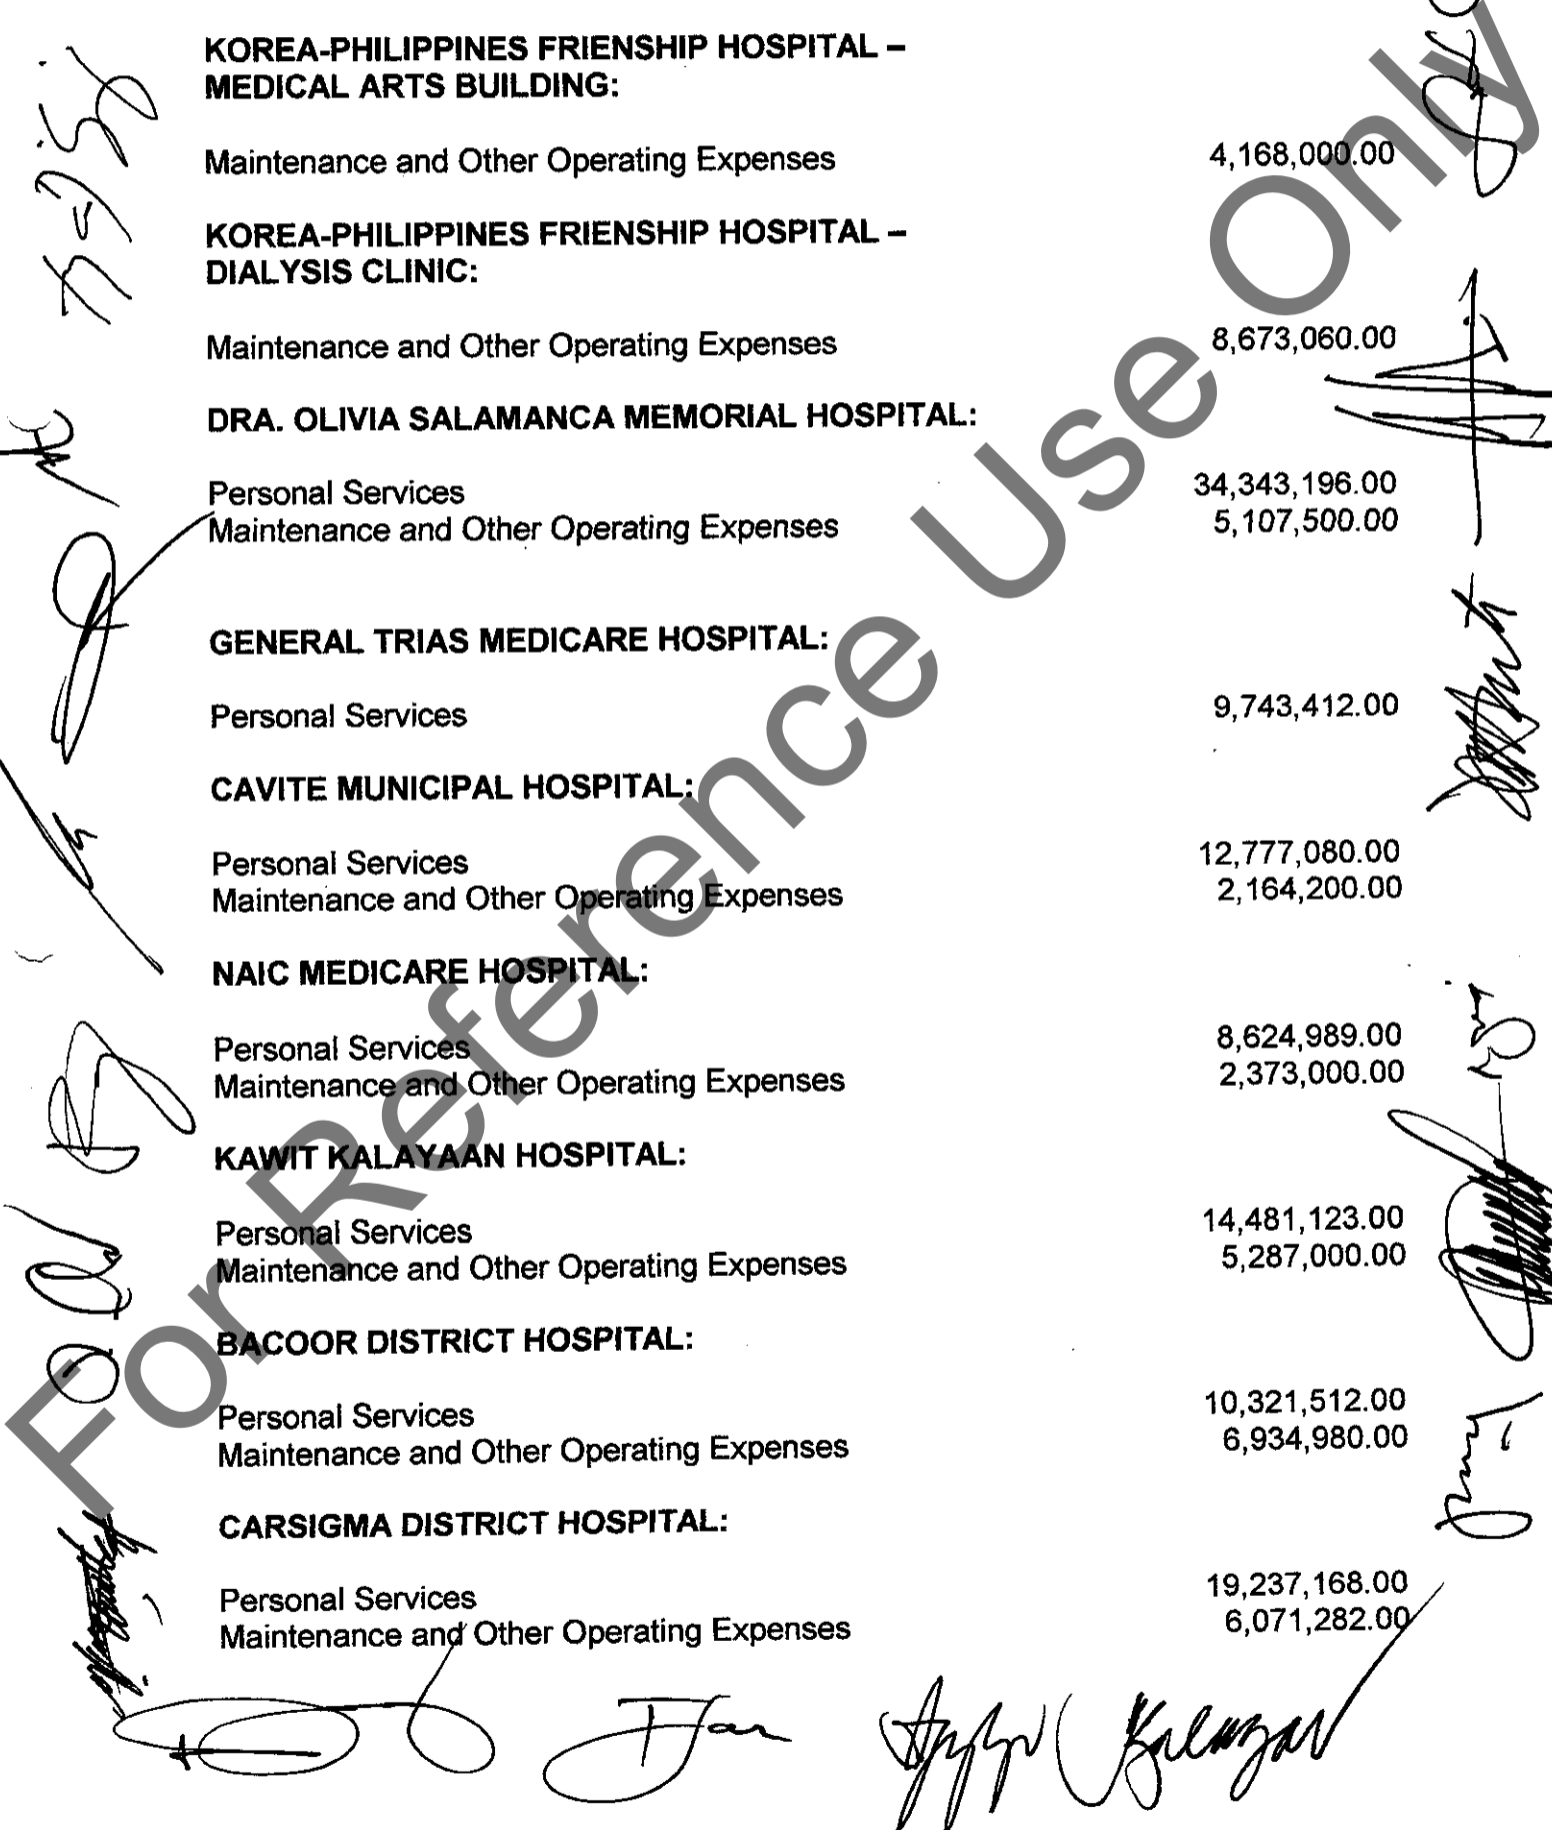 KOREA-PHILIPPINES FRIENSHIP HOSPITAL –
MEDICAL ARTS BUILDING:
Maintenance and Other Operating Expenses 4,168,000.00
KOREA-PHILIPPINES FRIENSHIP HOSPITAL –
DIALYSIS CLINIC:
Maintenance and Other Operating Expenses 8,673,060.00
DRA. OLIVIA SALAMANCA MEMORIAL HOSPITAL:
Personal Services 34,343,196.00
Maintenance and Other Operating Expenses 5,107,500.00
GENERAL TRIAS MEDICARE HOSPITAL:
Personal Services 9,743,412.00
CAVITE MUNICIPAL HOSPITAL:
Personal Services 12,777,080.00
Maintenance and Other Operating Expenses 2,164,200.00
NAIC MEDICARE HOSPITAL:
Personal Services 8,624,989.00
Maintenance and Other Operating Expenses 2,373,000.00
KAWIT KALAYAAN HOSPITAL:
Personal Services 14,481,123.00
Maintenance and Other Operating Expenses 5,287,000.00
BACOOR DISTRICT HOSPITAL:
Personal Services 10,321,512.00
Maintenance and Other Operating Expenses 6,934,980.00
CARSIGMA DISTRICT HOSPITAL:
Personal Services 19,237,168.00
Maintenance and Other Operating Expenses 6,071,282.00
For Reference Use Only